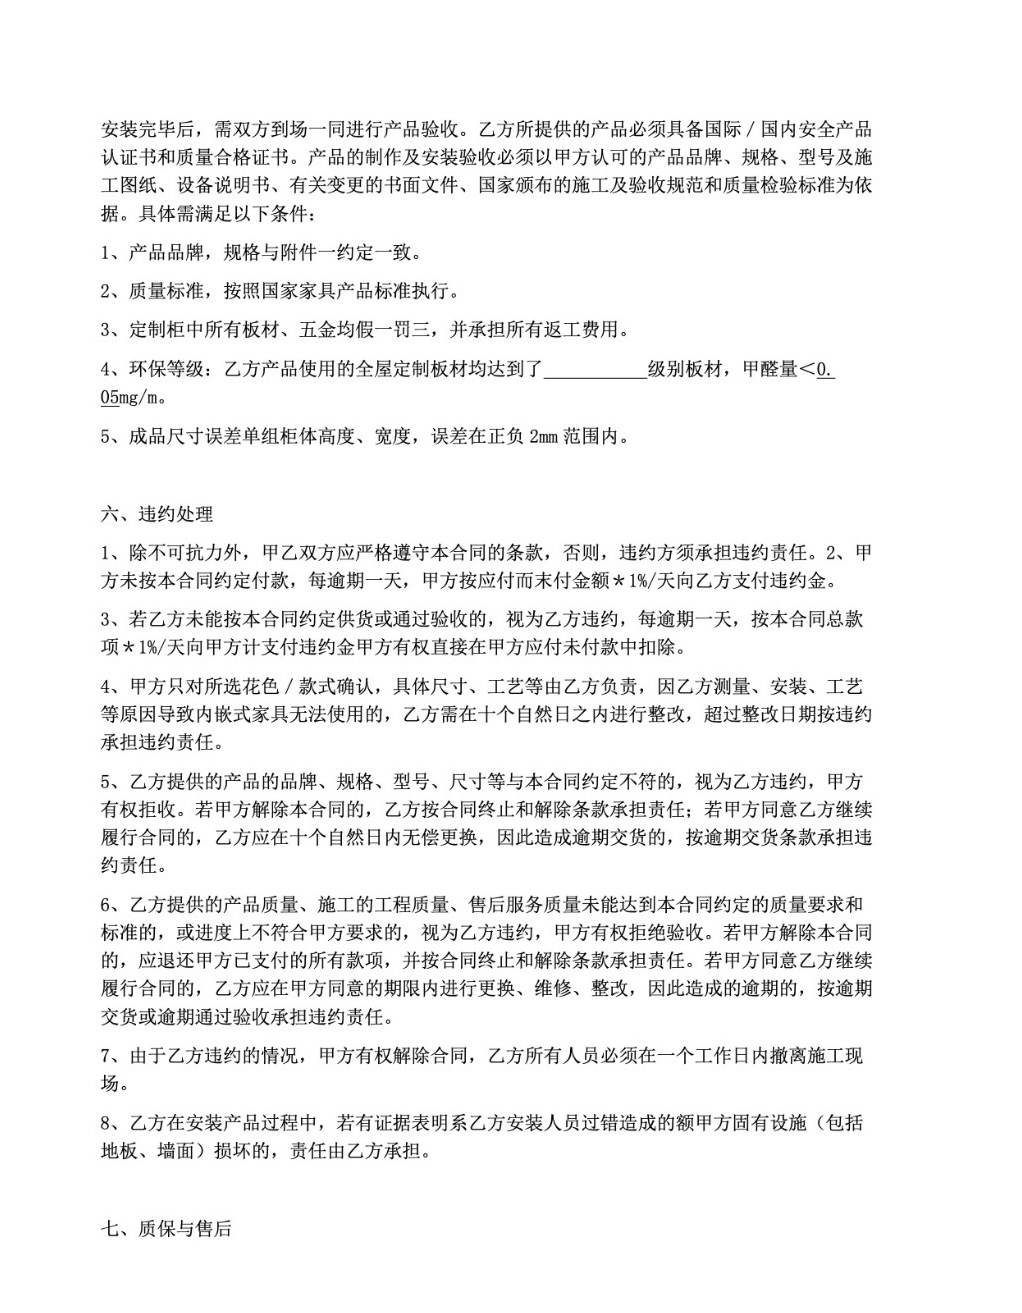 安装完毕后，需双方到场一同进行产品验收。乙方所提供的产品必须具备国际／国内安全产品
认证书和质量合格证书。产品的制作及安装验收必须以甲方认可的产品品牌、规格、型号及施
工图纸、设备说明书、有关变更的书面文件、国家颁布的施工及验收规范和质量检验标准为依
据。具体需满足以下条件：
1、产品品牌，规格与附件一约定一致。
2、质量标准，按照国家家具产品标准执行。
3、定制柜中所有板材、五金均假一罚三，并承担所有返工费用。
4、环保等级：乙方产品使用的全屋定制板材均达到了___________级别板材，甲醛量＜0.
05mg/m。
5、成品尺寸误差单组柜体高度、宽度，误差在正负 2mm 范围内。
六、违约处理
1、除不可抗力外，甲乙双方应严格遵守本合同的条款，否则，违约方须承担违约责任。2、甲
方未按本合同约定付款，每逾期一天，甲方按应付而末付金额＊1%/天向乙方支付违约金。
3、若乙方未能按本合同约定供货或通过验收的，视为乙方违约，每逾期一天，按本合同总款
项＊1%/天向甲方计支付违约金甲方有权直接在甲方应付未付款中扣除。
4、甲方只对所选花色／款式确认，具体尺寸、工艺等由乙方负责，因乙方测量、安装、工艺
等原因导致内嵌式家具无法使用的，乙方需在十个自然日之内进行整改，超过整改日期按违约
承担违约责任。
5、乙方提供的产品的品牌、规格、型号、尺寸等与本合同约定不符的，视为乙方违约，甲方
有权拒收。若甲方解除本合同的，乙方按合同终止和解除条款承担责任；若甲方同意乙方继续
履行合同的，乙方应在十个自然日内无偿更换，因此造成逾期交货的，按逾期交货条款承担违
约责任。
6、乙方提供的产品质量、施工的工程质量、售后服务质量未能达到本合同约定的质量要求和
标准的，或进度上不符合甲方要求的，视为乙方违约，甲方有权拒绝验收。若甲方解除本合同
的，应退还甲方已支付的所有款项，并按合同终止和解除条款承担责任。若甲方同意乙方继续
履行合同的，乙方应在甲方同意的期限内进行更换、维修、整改，因此造成的逾期的，按逾期
交货或逾期通过验收承担违约责任。
7、由于乙方违约的情况，甲方有权解除合同，乙方所有人员必须在一个工作日内撤离施工现
场。
8、乙方在安装产品过程中，若有证据表明系乙方安装人员过错造成的额甲方固有设施（包括
地板、墙面）损坏的，责任由乙方承担。
七、质保与售后